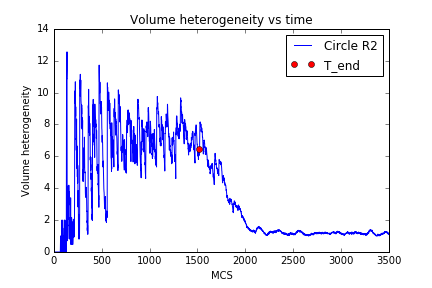 Volume heterogeneity vs time
Circle R2
T_end
Volume heterogeneity
14
12
10
8
6
4
2
0
0 500 1000 1500 2000 2500 3000 3500
MCS